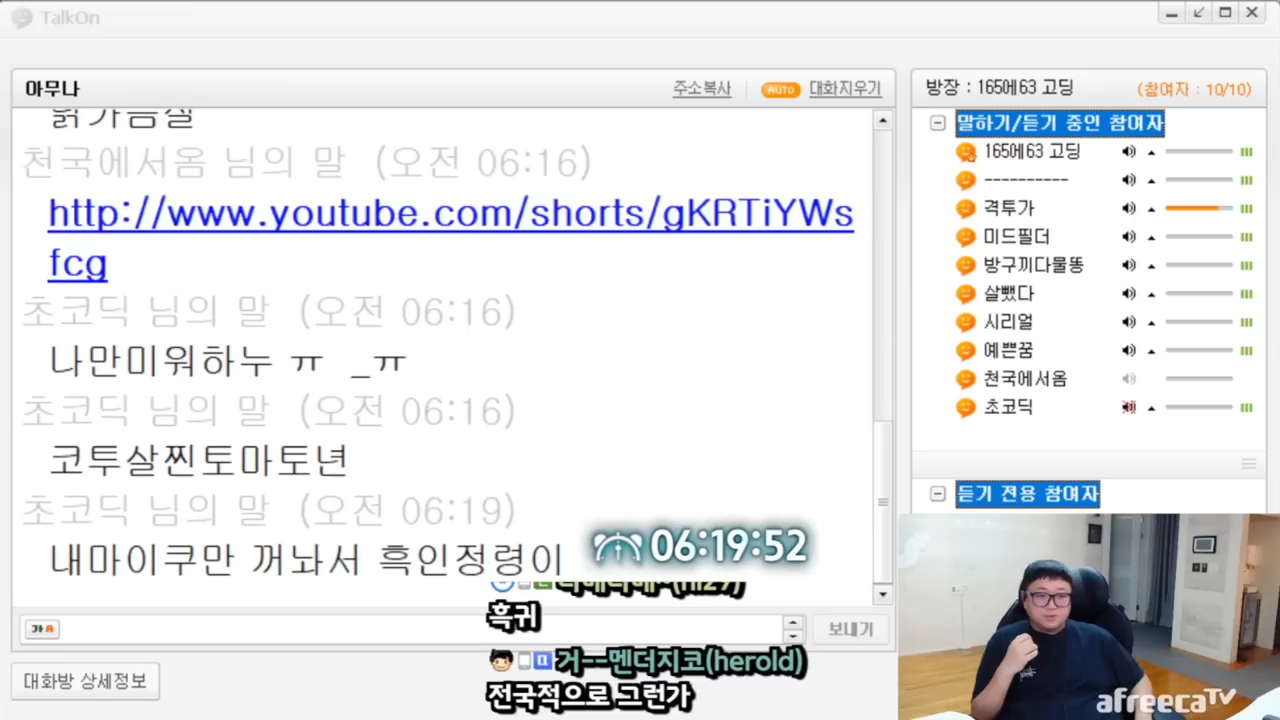 TalkOn
아무나
주소복사
AUTO 대화지우기
천국에서옴 님의 말 (오전 06:16)
http://www.youtube.com/shorts/gKRTiYWs
fcg
초코딕 님의 말 (오전 06:16)
나만미워하누 ㅠ _ㅠ
초코딕 님의 말 (오전 06:16)
코투살찐토마토년
초코딕 님의 말 (오전 06:19)
내마이쿠만 꺼놔서 흑인정령이
06:19:52
흑귀
거--멘더지코(herold)
전국적으로 그런가
가
보내기
대화방 상세정보
방장 : 165에63 고딩
(참여자 : 10/10)
말하기/듣기 중인 참여자
165에63 고딩
----------
격투가
미드필더
방구끼다물똥
살뺐다
시리얼
예쁜꿈
천국에서옴
초코딕
듣기 전용 참여자
afreecaTV